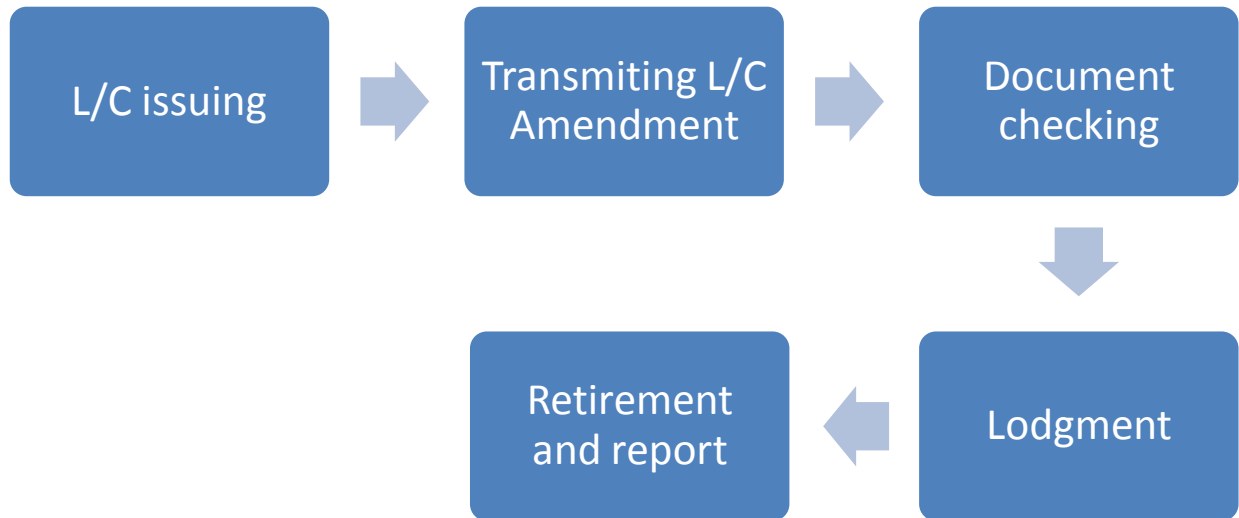 L/C issuing
Transmiting L/C
Amendment
Document
checking
Lodgment
Retirement
and report